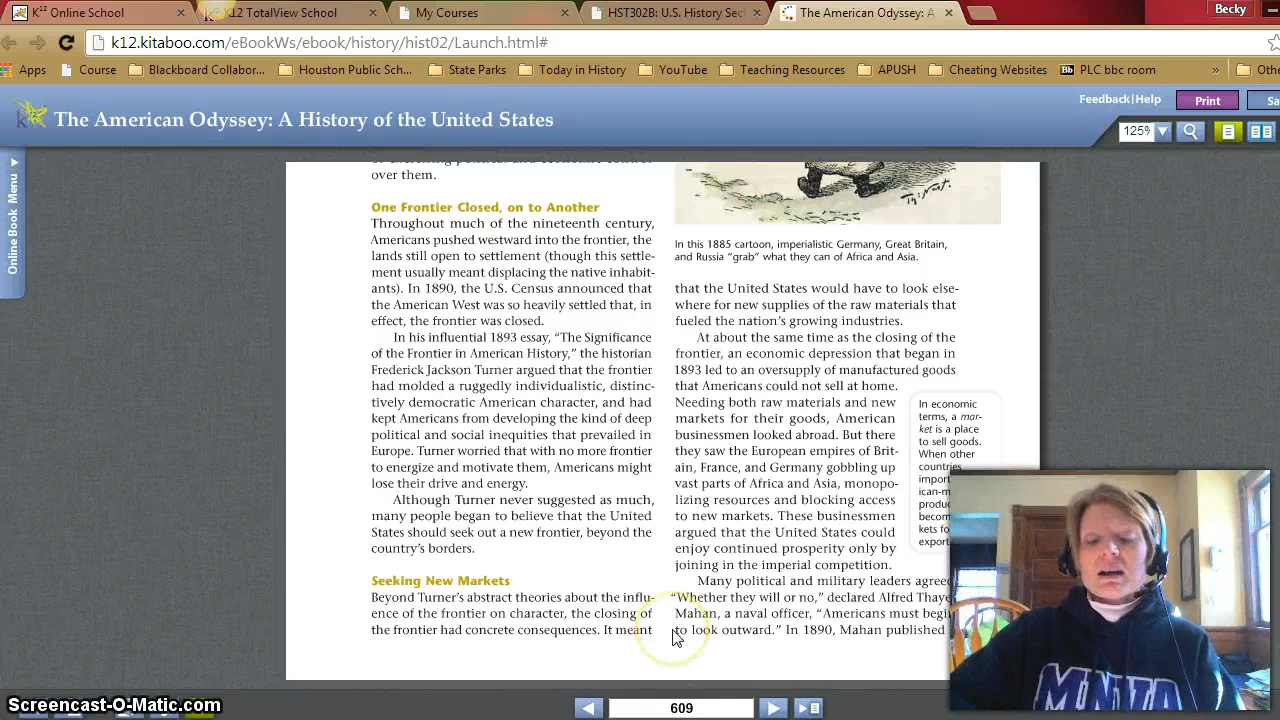 K¹² Online School
K12 TotalView School
My Courses
HST302B: U.S. History Sec
The American Odyssey: A
Becky
k12.kitaboo.com/eBookWs/ebook/history/hist02/Launch.html#
Apps
Course
Blackboard Collabor...
Houston Public Sch...
State Parks
Today in History
YouTube
Teaching Resources
APUSH
Cheating Websites
Bb PLC bbc room
»
Othe
The American Odyssey: A History of the United States
Feedback|Help
Print
Sa
125%
Online Book Menu
over them.
One Frontier Closed, on to Another
Throughout much of the nineteenth century,
Americans pushed westward into the frontier, the
lands still open to settlement (though this settle-
ment usually meant displacing the native inhabit-
ants). In 1890, the U.S. Census announced that
the American West was so heavily settled that, in
effect, the frontier was closed.
In his influential 1893 essay, “The Significance
of the Frontier in American History,” the historian
Frederick Jackson Turner argued that the frontier
had molded a ruggedly individualistic, distinc-
tively democratic American character, and had
kept Americans from developing the kind of deep
political and social inequities that prevailed in
Europe. Turner worried that with no more frontier
to energize and motivate them, Americans might
lose their drive and energy.
Although Turner never suggested as much,
many people began to believe that the United
States should seek out a new frontier, beyond the
country’s borders.
Seeking New Markets
Beyond Turner’s abstract theories about the influ-
ence of the frontier on character, the closing of
the frontier had concrete consequences. It meant
Th. Nast.
In this 1885 cartoon, imperialistic Germany, Great Britain,
and Russia “grab” what they can of Africa and Asia.
that the United States would have to look else-
where for new supplies of the raw materials that
fueled the nation’s growing industries.
At about the same time as the closing of the
frontier, an economic depression that began in
1893 led to an oversupply of manufactured goods
that Americans could not sell at home.
Needing both raw materials and new
markets for their goods, American
businessmen looked abroad. But there
they saw the European empires of Brit-
ain, France, and Germany gobbling up
vast parts of Africa and Asia, monopo-
lizing resources and blocking access
to new markets. These businessmen
argued that the United States could
enjoy continued prosperity only by
joining in the imperial competition.
Many political and military leaders agreed
“Whether they will or no,” declared Alfred Thaye
Mahan, a naval officer, “Americans must begin
to look outward.” In 1890, Mahan published
In economic
terms, a mar-
ket is a place
to sell goods.
When other
countries
import
ican-m
produc
becom
kets fo
export
609
Screencast-O-Matic.com